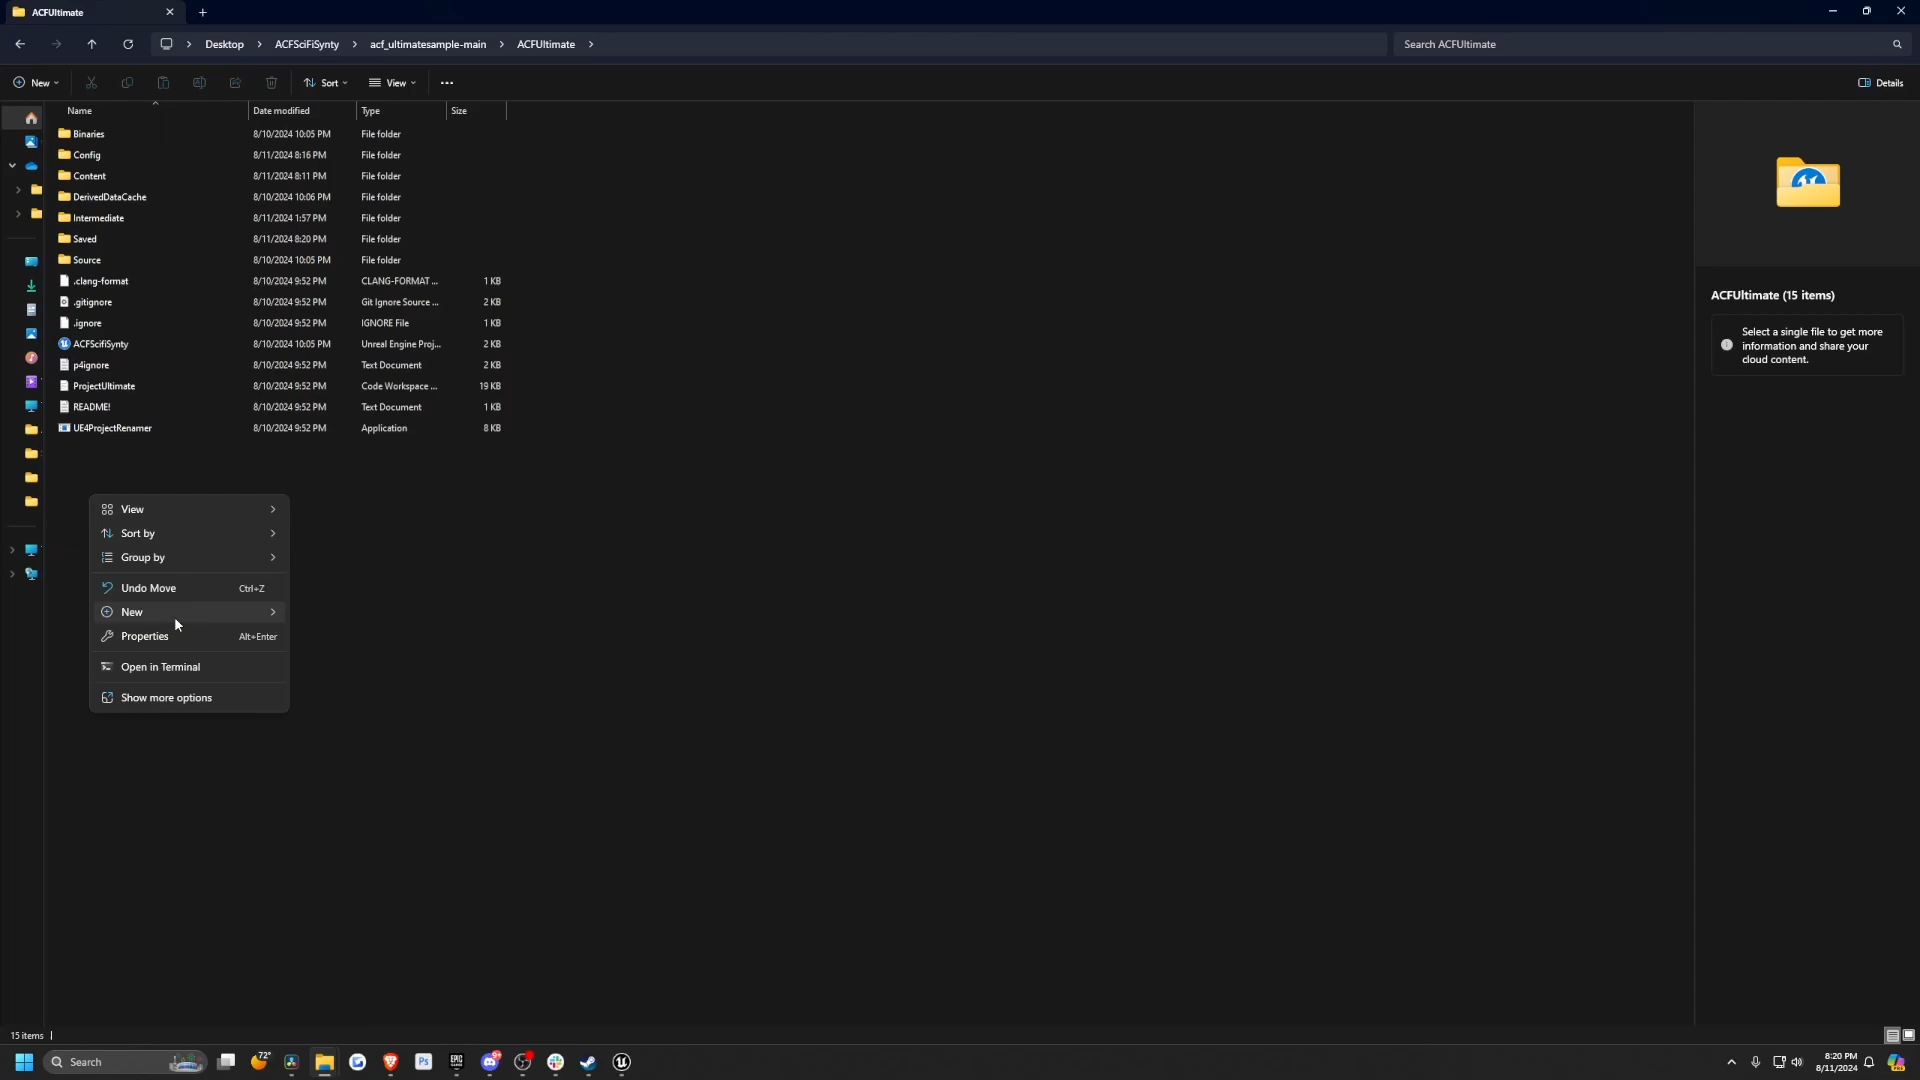 ACFUltimate
Desktop > ACFSciFiSynty > acf_ultimatesample-main > ACFUltimate >
Search ACFUltimate
New
Sort
View
Details
Name Date modified Type Size
Binaries 8/10/2024 10:05 PM File folder
Config 8/11/2024 8:16 PM File folder
Content 8/11/2024 8:11 PM File folder
DerivedDataCache 8/10/2024 10:06 PM File folder
Intermediate 8/11/2024 1:57 PM File folder
Saved 8/11/2024 8:20 PM File folder
Source 8/10/2024 10:05 PM File folder
.clang-format 8/10/2024 9:52 PM CLANG-FORMAT ... 1 KB
.gitignore 8/10/2024 9:52 PM Git Ignore Source ... 2 KB
.ignore 8/10/2024 9:52 PM IGNORE File 1 KB
ACFScifiSynty 8/10/2024 10:05 PM Unreal Engine Proj... 2 KB
p4ignore 8/10/2024 9:52 PM Text Document 2 KB
ProjectUltimate 8/10/2024 9:52 PM Code Workspace ... 19 KB
README! 8/10/2024 9:52 PM Text Document 1 KB
UE4ProjectRenamer 8/10/2024 9:52 PM Application 8 KB
ACFUltimate (15 items)
Select a single file to get more
information and share your
cloud content.
View
Sort by
Group by
Undo Move Ctrl+Z
New
Properties Alt+Enter
Open in Terminal
Show more options
15 items
Search
72°
Ps
EPIC
8:20 PM
8/11/2024